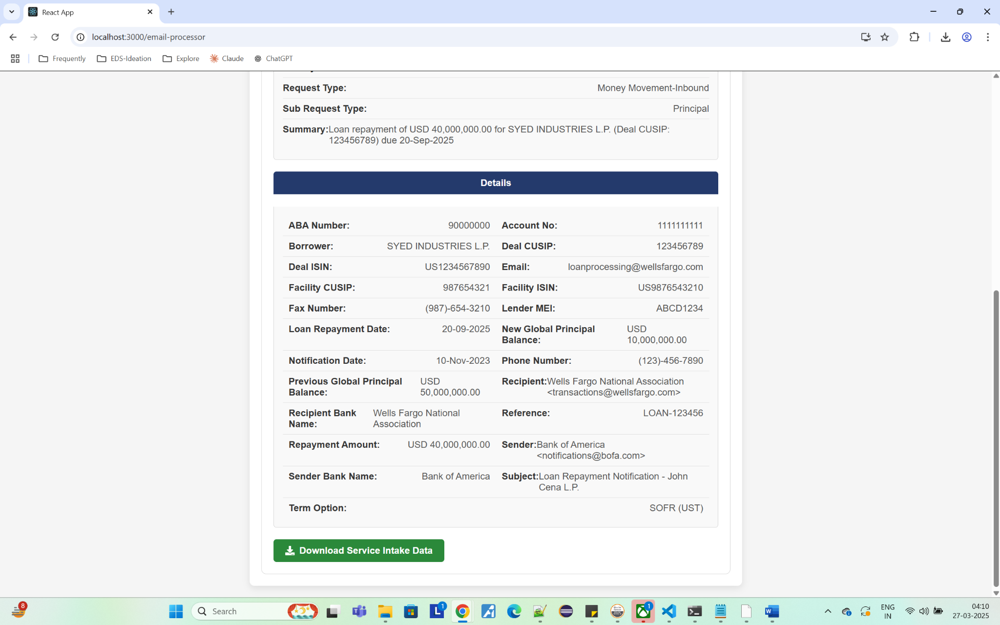 React App
localhost:3000/email-processor
Frequently
EDS-Ideation
Explore
Claude
ChatGPT
Request Type: Money Movement-Inbound
Sub Request Type: Principal
Summary: Loan repayment of USD 40,000,000.00 for SYED INDUSTRIES L.P. (Deal CUSIP:
123456789) due 20-Sep-2025
Details
ABA Number: 90000000 Account No: 1111111111
Borrower: SYED INDUSTRIES L.P. Deal CUSIP: 123456789
Deal ISIN: US1234567890 Email: loanprocessing@wellsfargo.com
Facility CUSIP: 987654321 Facility ISIN: US9876543210
Fax Number: (987)-654-3210 Lender MEI: ABCD1234
Loan Repayment Date: 20-09-2025 New Global Principal USD
Balance: 10,000,000.00
Notification Date: 10-Nov-2023 Phone Number: (123)-456-7890
Previous Global Principal USD Recipient: Wells Fargo National Association
Balance: 50,000,000.00 <transactions@wellsfargo.com>
Recipient Bank Wells Fargo National Reference: LOAN-123456
Name: Association
Repayment Amount: USD 40,000,000.00 Sender: Bank of America
<notifications@bofa.com>
Sender Bank Name: Bank of America Subject: Loan Repayment Notification - John
Cena L.P.
Term Option: SOFR (UST)
Download Service Intake Data
8
Search
L 1
1
W
ENG
IN
04:10
27-03-2025